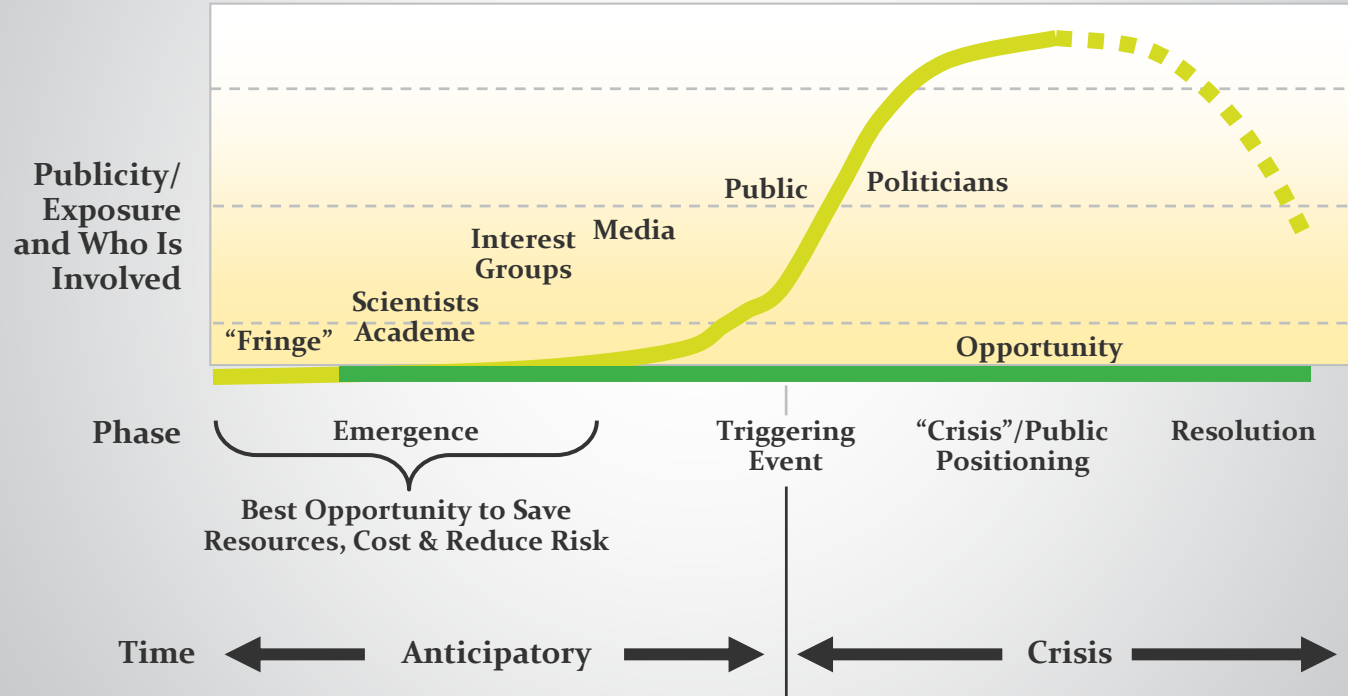 Publicity/
Exposure
and Who Is
Involved
“Fringe”
Scientists
Academe
Interest
Groups
Media
Public
Politicians
Opportunity
Phase
Emergence
Best Opportunity to Save
Resources, Cost & Reduce Risk
Triggering
Event
“Crisis”/Public
Positioning
Resolution
Time
Anticipatory
Crisis